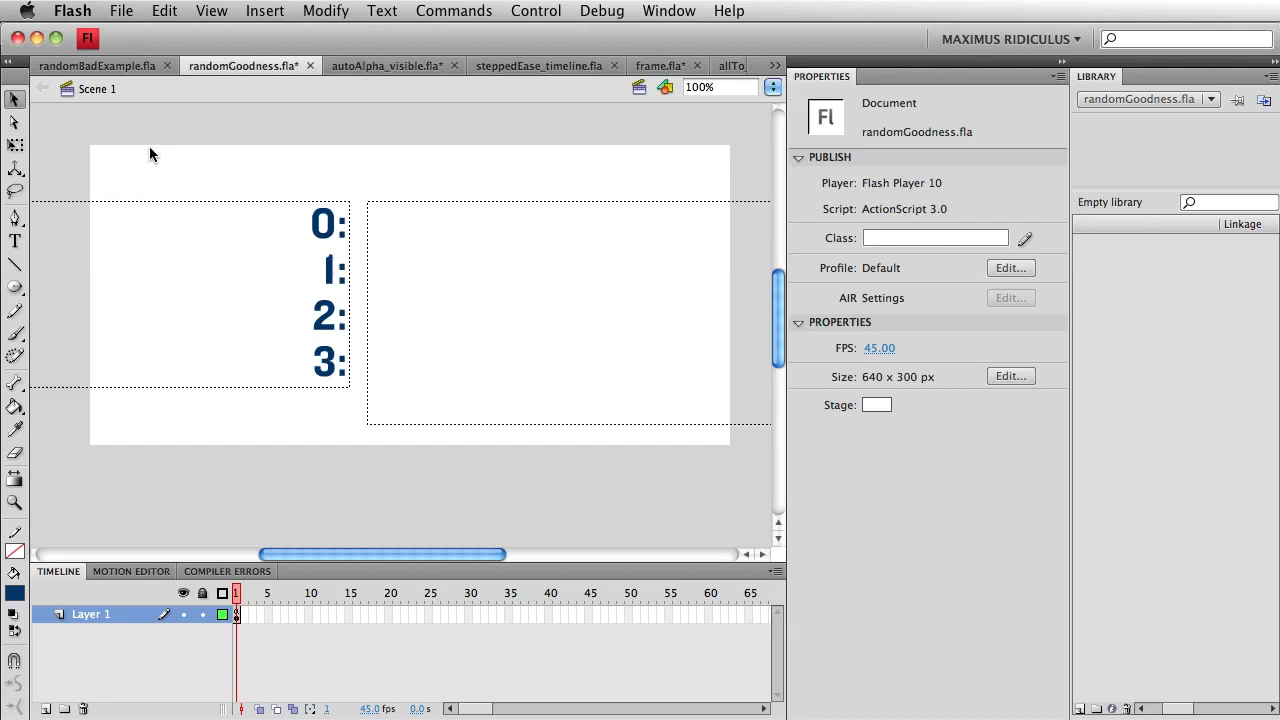 Flash File Edit View Insert Modify Text Commands Control Debug Window Help
Fl MAXIMUS RIDICULUS
randomBadExample.fla randomGoodness.fla* autoAlpha_visible.fla* steppedEase_timeline.fla frame.fla* allTo
Scene 1 100%
0:
1:
2:
3:
PROPERTIES
Fl
Document
randomGoodness.fla
PUBLISH
Player: Flash Player 10
Script: ActionScript 3.0
Class:
Profile: Default Edit...
AIR Settings Edit...
PROPERTIES
FPS: 45.00
Size: 640 x 300 px Edit...
Stage:
LIBRARY
randomGoodness.fla
Empty library
Linkage
TIMELINE MOTION EDITOR COMPILER ERRORS
1 5 10 15 20 25 30 35 40 45 50 55 60 65
Layer 1
1 45.0 fps 0.0 s